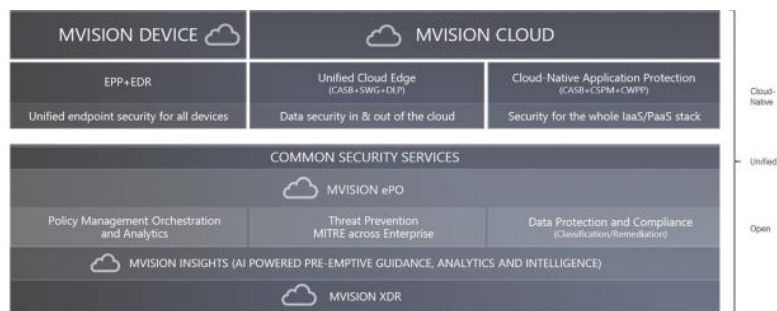 MVISION DEVICE
MVISION CLOUD
EPP+EDR
Unified endpoint security for all devices
Unified Cloud Edge
(CASB+SWG+DLP)
Data security in & out of the cloud
Cloud-Native Application Protection
(CASB+CSPM+CWPP)
Security for the whole IaaS/PaaS stack
COMMON SECURITY SERVICES
MVISION ePO
Policy Management Orchestration
and Analytics
Threat Prevention
MITRE across Enterprise
Data Protection and Compliance
(Classification/Remediation)
MVISION INSIGHTS (AI POWERED PRE-EMPTIVE GUIDANCE, ANALYTICS AND INTELLIGENCE)
MVISION XDR
Cloud-
Native
Unified
Open